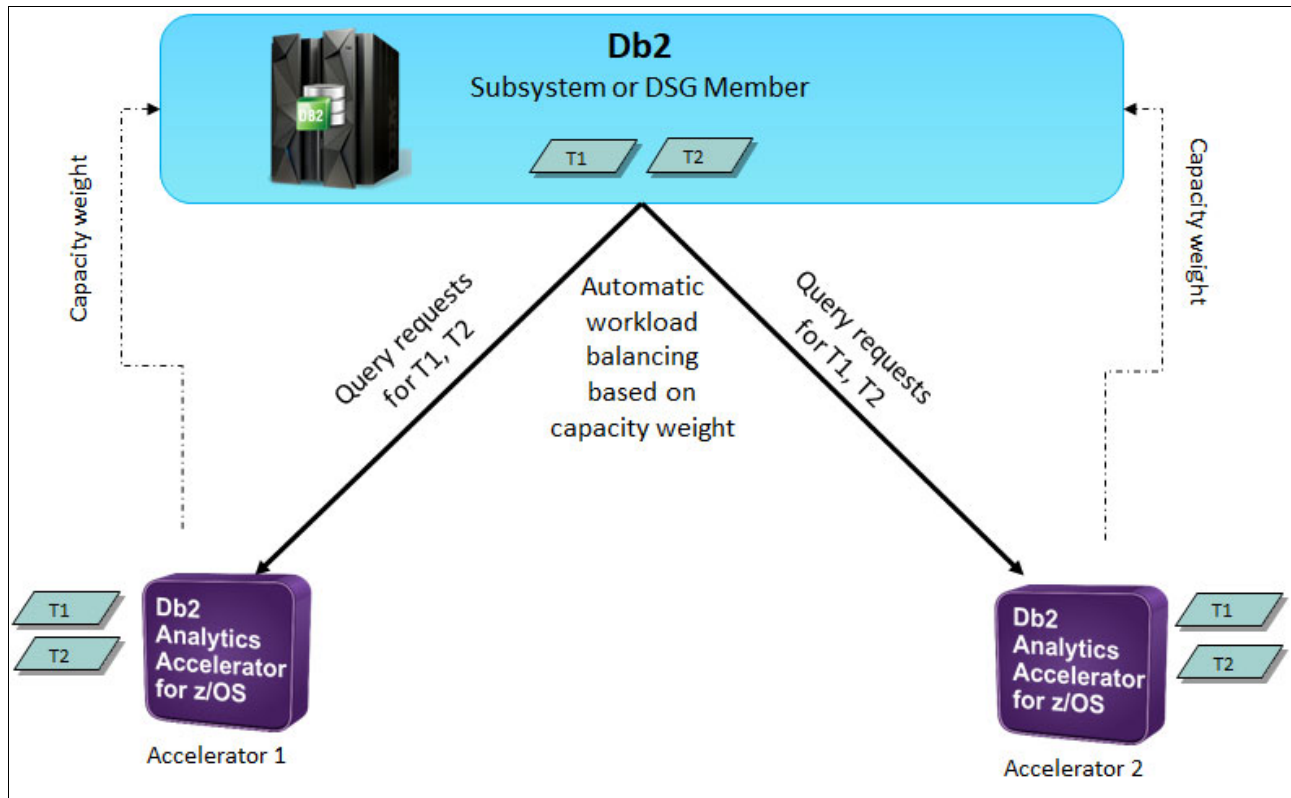 Db2
Subsystem or DSG Member
DB2
T1
T2
Capacity weight
Capacity weight
Query requests
for T1, T2
Automatic
workload
balancing
based on
capacity weight
Query requests
for T1, T2
T1
T2
Db2
Analytics
Accelerator
for z/OS
Accelerator 1
Db2
Analytics
Accelerator
for z/OS
T1
T2
Accelerator 2